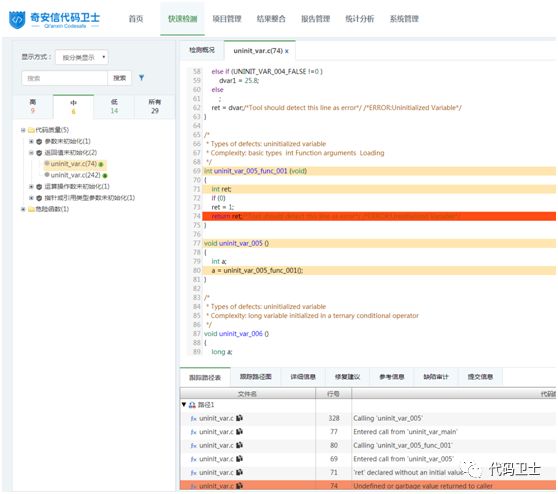 奇安信代码卫士
Qi'anxin Codesafe
首页 快速检测 项目管理 结果整合 报告管理 统计分析 系统管理
显示方式： 按分类显示
搜索 搜索
高 中 低 所有
9 6 14 29
代码质量(5)
参数未初始化(1)
返回值未初始化(2)
uninit_var.c(74)
uninit_var.c(242)
运算操作数未初始化(1)
指针或引用类型参数未初始化(1)
危险函数(1)
检测概况 uninit_var.c(74) x
58 else if (UNINIT_VAR_004_FALSE !=0 )
59 dvar1 = 25.8;
60 else
61 ;
62 ret = dvar;/*Tool should detect this line as error*/ /*ERROR:Uninitialized Variable*/
63 }
64
65 /*
66 * Types of defects: uninitialized variable
67 * Complexity: basic types int Function arguments Loading
68 */
69 int uninit_var_005_func_001 (void)
70 {
71 int ret;
72 if (0)
73 ret = 1;
74 return ret;/*Tool should detect this line as error*/ /*ERROR:Uninitialized Variable*/
75 }
76
77 void uninit_var_005 ()
78 {
79 int a;
80 a = uninit_var_005_func_001();
81 }
82
83 /*
84 * Types of defects: uninitialized variable
85 * Complexity: long variable initialized in a ternary conditional operator
86 */
87 void uninit_var_006 ()
88 {
89 long a;
跟踪路径表 跟踪路径图 详细信息 修复建议 参考信息 缺陷审计 提交信息
文件名 行号 代码
路径1
uninit_var.c 328 Calling 'uninit_var_005'
uninit_var.c 77 Entered call from 'uninit_var_main'
uninit_var.c 80 Calling 'uninit_var_005_func_001'
uninit_var.c 69 Entered call from 'uninit_var_005'
uninit_var.c 71 'ret' declared without an initial value
uninit_var.c 74 Undefined or garbage value returned to caller
代码卫士